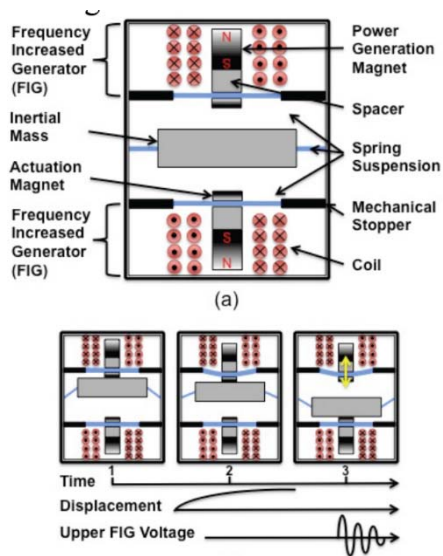 Frequency
Increased
Generator
(FIG)
N
S
Power
Generation
Magnet
Spacer
Inertial
Mass
Spring
Suspension
Actuation
Magnet
Mechanical
Stopper
Frequency
Increased
Generator
(FIG)
S
N
Coil
(a)
1 2 3
Time
Displacement
Upper FIG Voltage